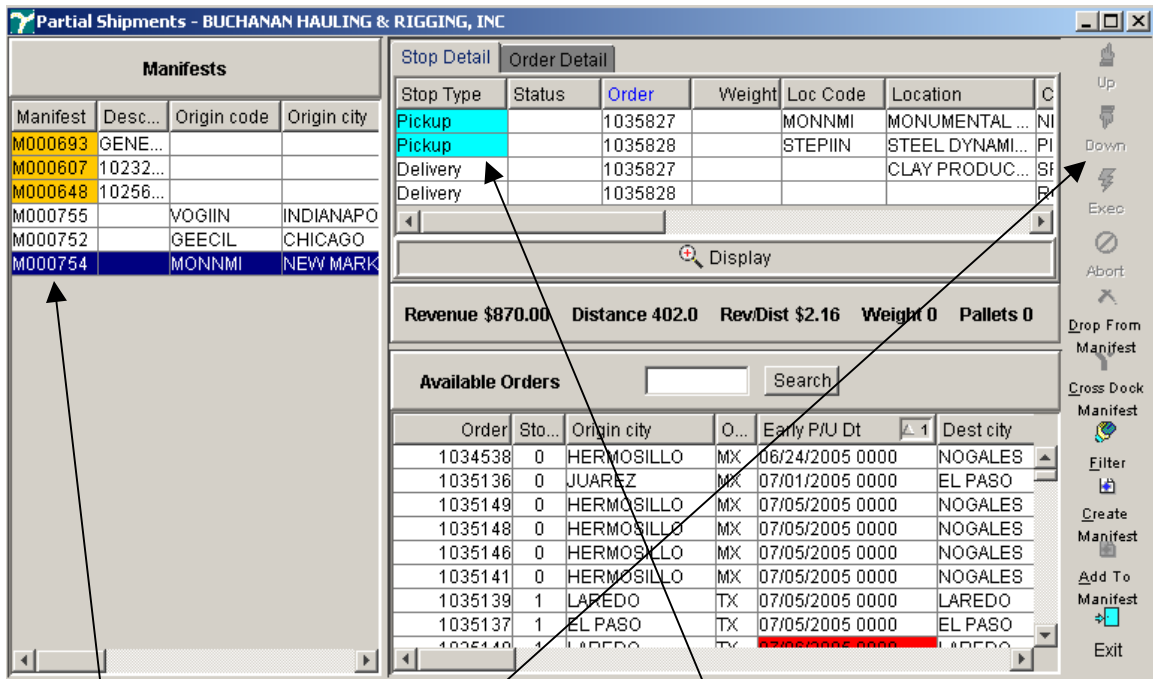 Partial Shipments - BUCHANAN HAULING & RIGGING, INC
Manifests
Manifest Desc... Origin code Origin city
M000693 GENE...
M000607 10232...
M000648 10256...
M000755 VOGIIN INDIANAPO
M000752 GEECIL CHICAGO
M000754 MONNMI NEW MARK
Stop Detail Order Detail
Stop Type Status Order Weight Loc Code Location C
Pickup 1035827 MONNMI MONUMENTAL ... NI
Pickup 1035828 STEPIIN STEEL DYNAMI... PI
Delivery 1035827 CLAY PRODUC...
Delivery 1035828
Display
Revenue $870.00 Distance 402.0 Rev/Dist $2.16 Weight 0 Pallets 0
Available Orders Search
Order Sto... Origin city O... Early P/U Dt 1 Dest city
1034538 0 HERMOSILLO MX 06/24/2005 0000 NOGALES
1035136 0 JUAREZ MX 07/01/2005 0000 EL PASO
1035149 0 HERMOSILLO MX 07/05/2005 0000 NOGALES
1035148 0 HERMOSILLO MX 07/05/2005 0000 NOGALES
1035146 0 HERMOSILLO MX 07/05/2005 0000 NOGALES
1035141 0 HERMOSILLO MX 07/05/2005 0000 NOGALES
1035139 1 LAREDO TX 07/05/2005 0000 LAREDO
1035137 1 EL PASO TX 07/05/2005 0000 EL PASO
Up
Down
Exec
Abort
Drop From
Manifest
Cross Dock
Manifest
Filter
Create
Manifest
Add To
Manifest
Exit